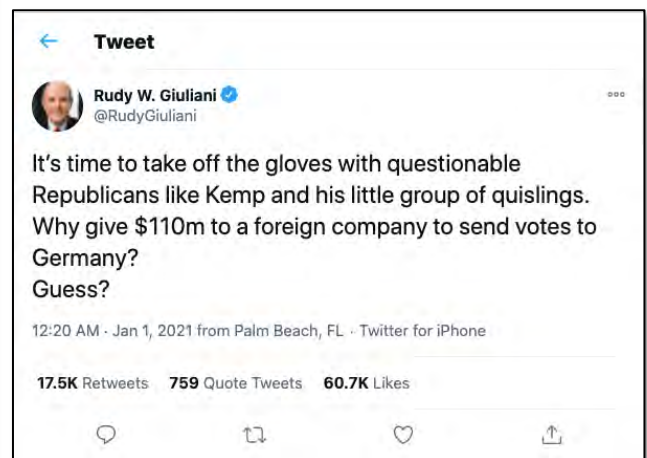 Tweet
Rudy W. Giuliani
@RudyGiuliani
It's time to take off the gloves with questionable
Republicans like Kemp and his little group of quislings.
Why give $110m to a foreign company to send votes to
Germany?
Guess?
12:20 AM · Jan 1, 2021 from Palm Beach, FL · Twitter for iPhone
17.5K Retweets 759 Quote Tweets 60.7K Likes